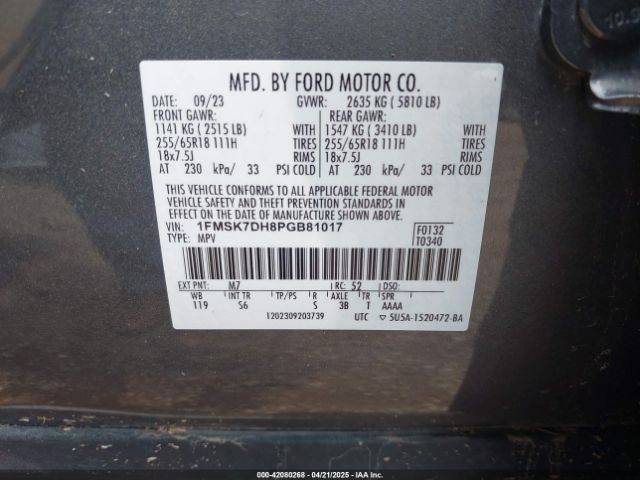 MFD. BY FORD MOTOR CO.
DATE: 09/23 GVWR: 2635 KG ( 5810 LB)
FRONT GAWR: REAR GAWR:
1141 KG ( 2515 LB) WITH 1547 KG ( 3410 LB) WITH
255/65R18 111H TIRES 255/65R18 111H TIRES
18x7.5J RIMS 18x7.5J RIMS
AT 230 kPa/ 33 PSI COLD AT 230 kPa/ 33 PSI COLD
THIS VEHICLE CONFORMS TO ALL APPLICABLE FEDERAL MOTOR
VEHICLE SAFETY AND THEFT PREVENTION STANDARDS IN
EFFECT ON THE DATE OF MANUFACTURE SHOWN ABOVE.
VIN: 1FMSK7DH8PGB81017 F0132
TYPE: MPV T0340
EXT PNT: M7 RC: 52 DSO:
WB INT TR TP/PS R AXLE TR SPR
119 S6 S 3B T AAAA
1202309203739 UTC ▽ 5U5A-1520472-BA
000-42080268 - 04/21/2025 - IAAI.com